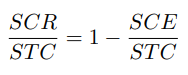 SCR/STC = 1 − SCE/STC